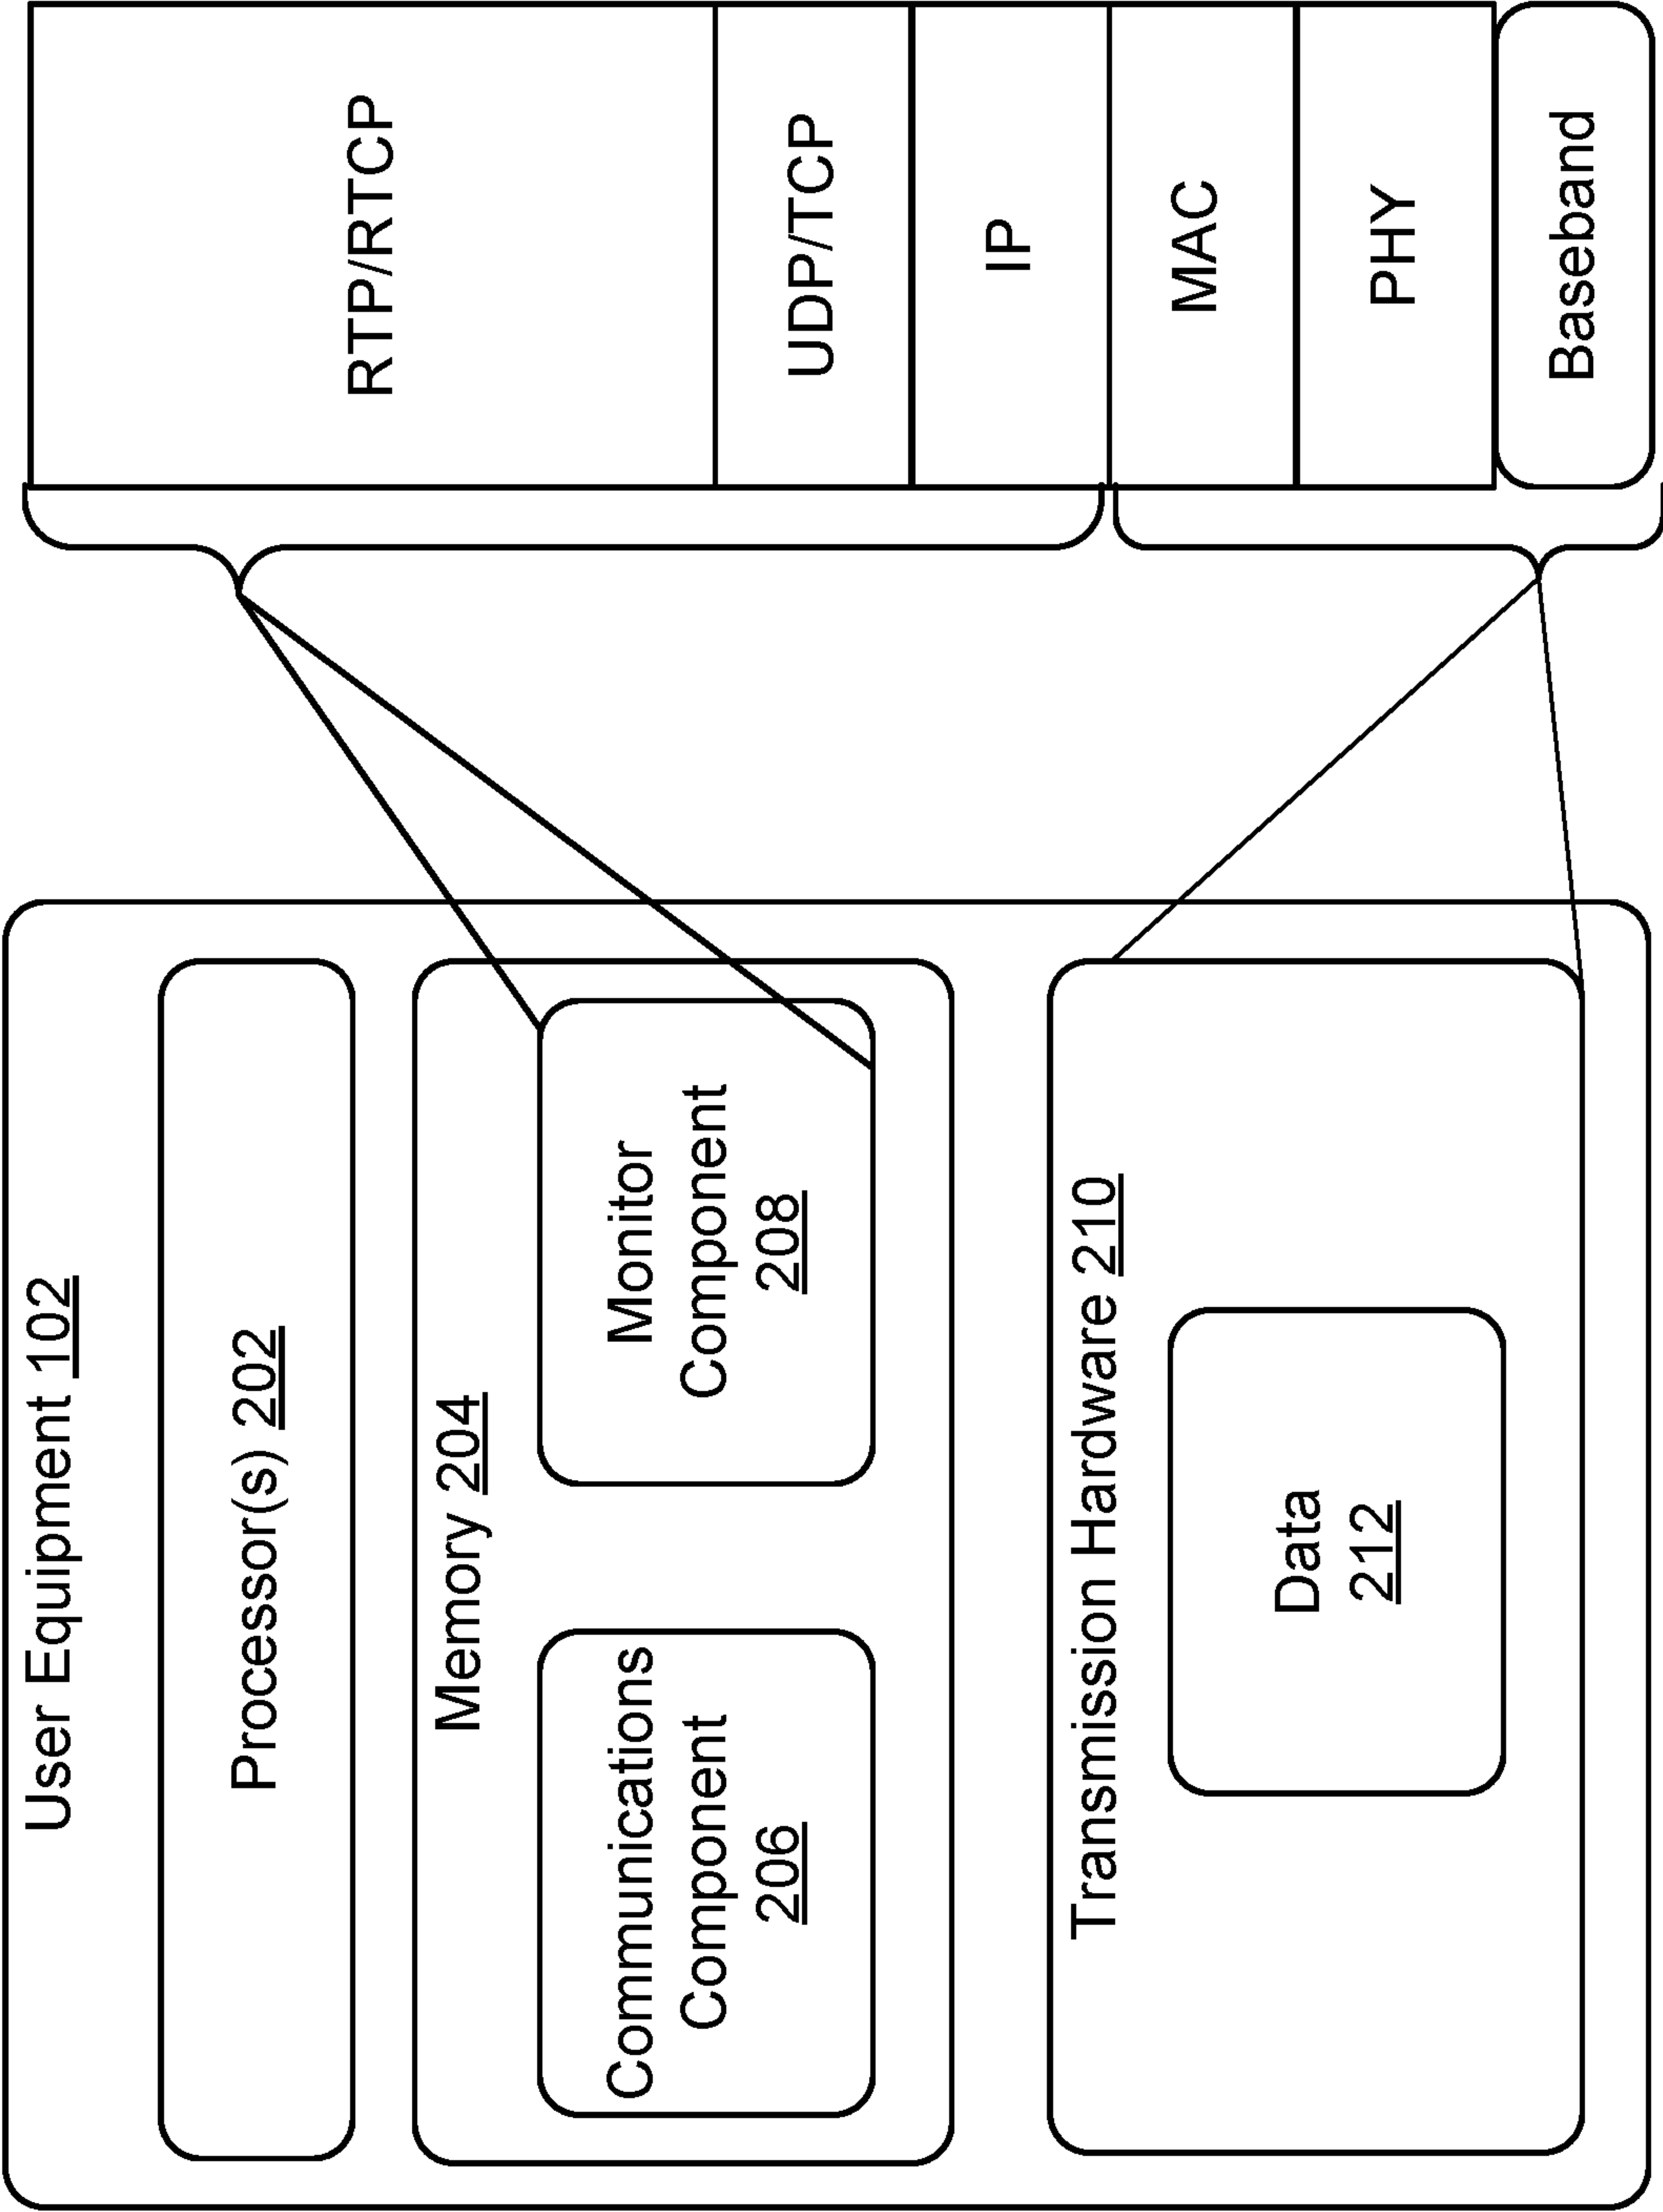 User Equipment 102
Processor(s) 202
Memory 204
Communications
Component
206
Monitor
Component
208
Transmission Hardware 210
Data
212
RTP/RTCP
UDP/TCP
IP
MAC
PHY
Baseband